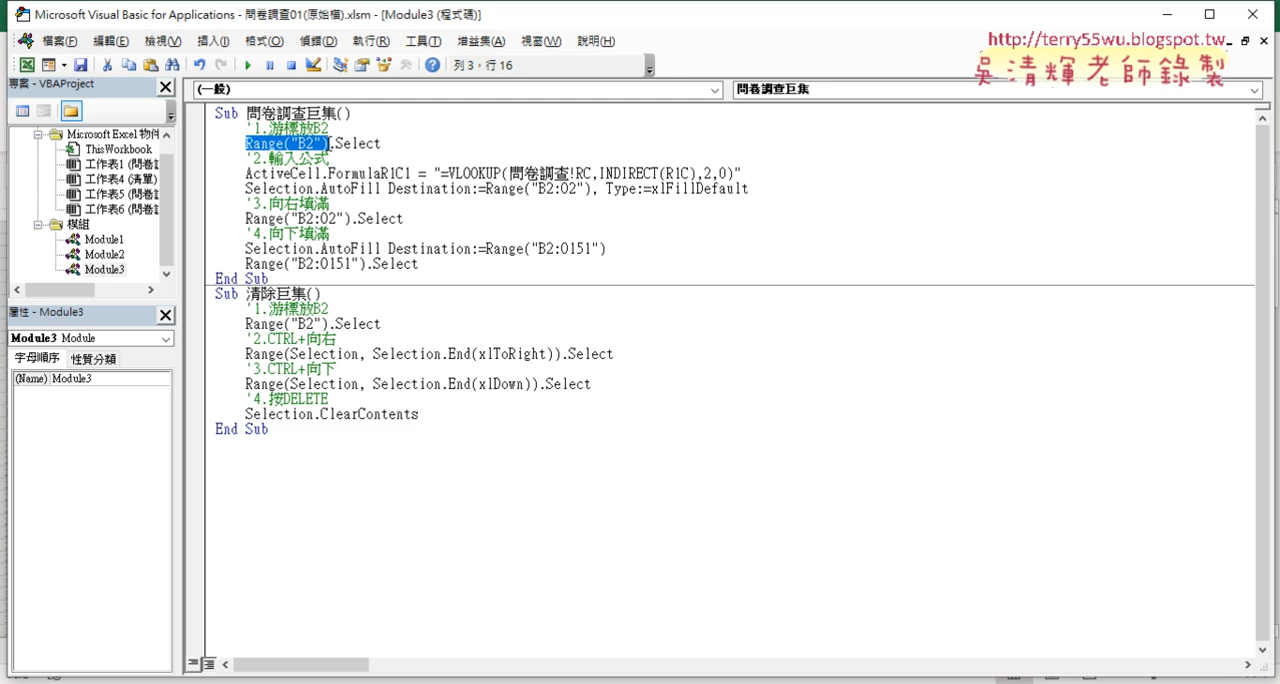 Microsoft Visual Basic for Applications - 問卷調查01(原始檔).xlsm - [Module3 (程式碼)]
http://terry55wu.blogspot.tw
吳清輝老師錄製
檔案(F) 編輯(E) 檢視(V) 插入(I) 格式(O) 偵錯(D) 執行(R) 工具(T) 增益集(A) 視窗(W) 說明(H)
列 3，行 16
專案 - VBAProject
(一般) 問卷調查巨集
Microsoft Excel 物件
ThisWorkbook
工作表1 (問卷
工作表4 (清單)
工作表5 (問卷
工作表6 (問卷
模組
Module1
Module2
Module3
屬性 - Module3
Module3 Module
字母順序 性質分類
(Name) Module3
Sub 問卷調查巨集()
'1.游標放B2
Range("B2").Select
'2.輸入公式
ActiveCell.FormulaR1C1 = "=VLOOKUP(問卷調查!RC,INDIRECT(R1C),2,0)"
Selection.AutoFill Destination:=Range("B2:O2"), Type:=xlFillDefault
'3.向右填滿
Range("B2:O2").Select
'4.向下填滿
Selection.AutoFill Destination:=Range("B2:O151")
Range("B2:O151").Select
End Sub
Sub 清除巨集()
'1.游標放B2
Range("B2").Select
'2.CTRL+向右
Range(Selection, Selection.End(xlToRight)).Select
'3.CTRL+向下
Range(Selection, Selection.End(xlDown)).Select
'4.按DELETE
Selection.ClearContents
End Sub